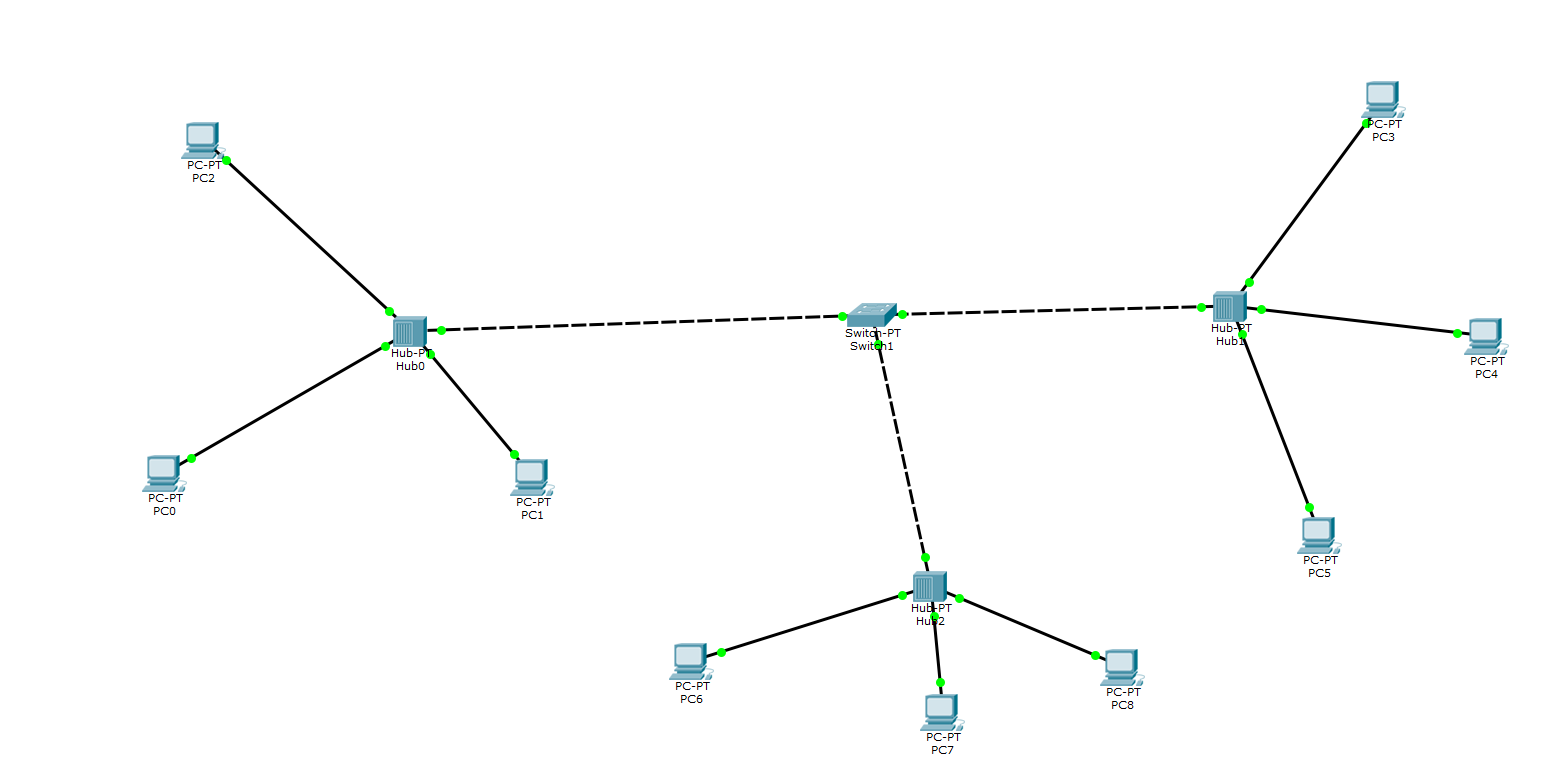 PC-PT
PC3
PC-PT
PC2
Hub-PT
Hub1
Switch-PT
Switch1
Hub-PT
Hub0
PC-PT
PC4
PC-PT
PC0
PC-PT
PC1
PC-PT
PC5
Hub-PT
Hub2
PC-PT
PC6
PC-PT
PC8
PC-PT
PC7